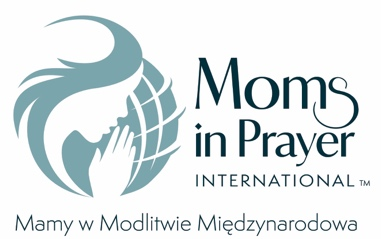 Moms
in Prayer
INTERNATIONAL™
Mamy w Modlitwie Międzynarodowa